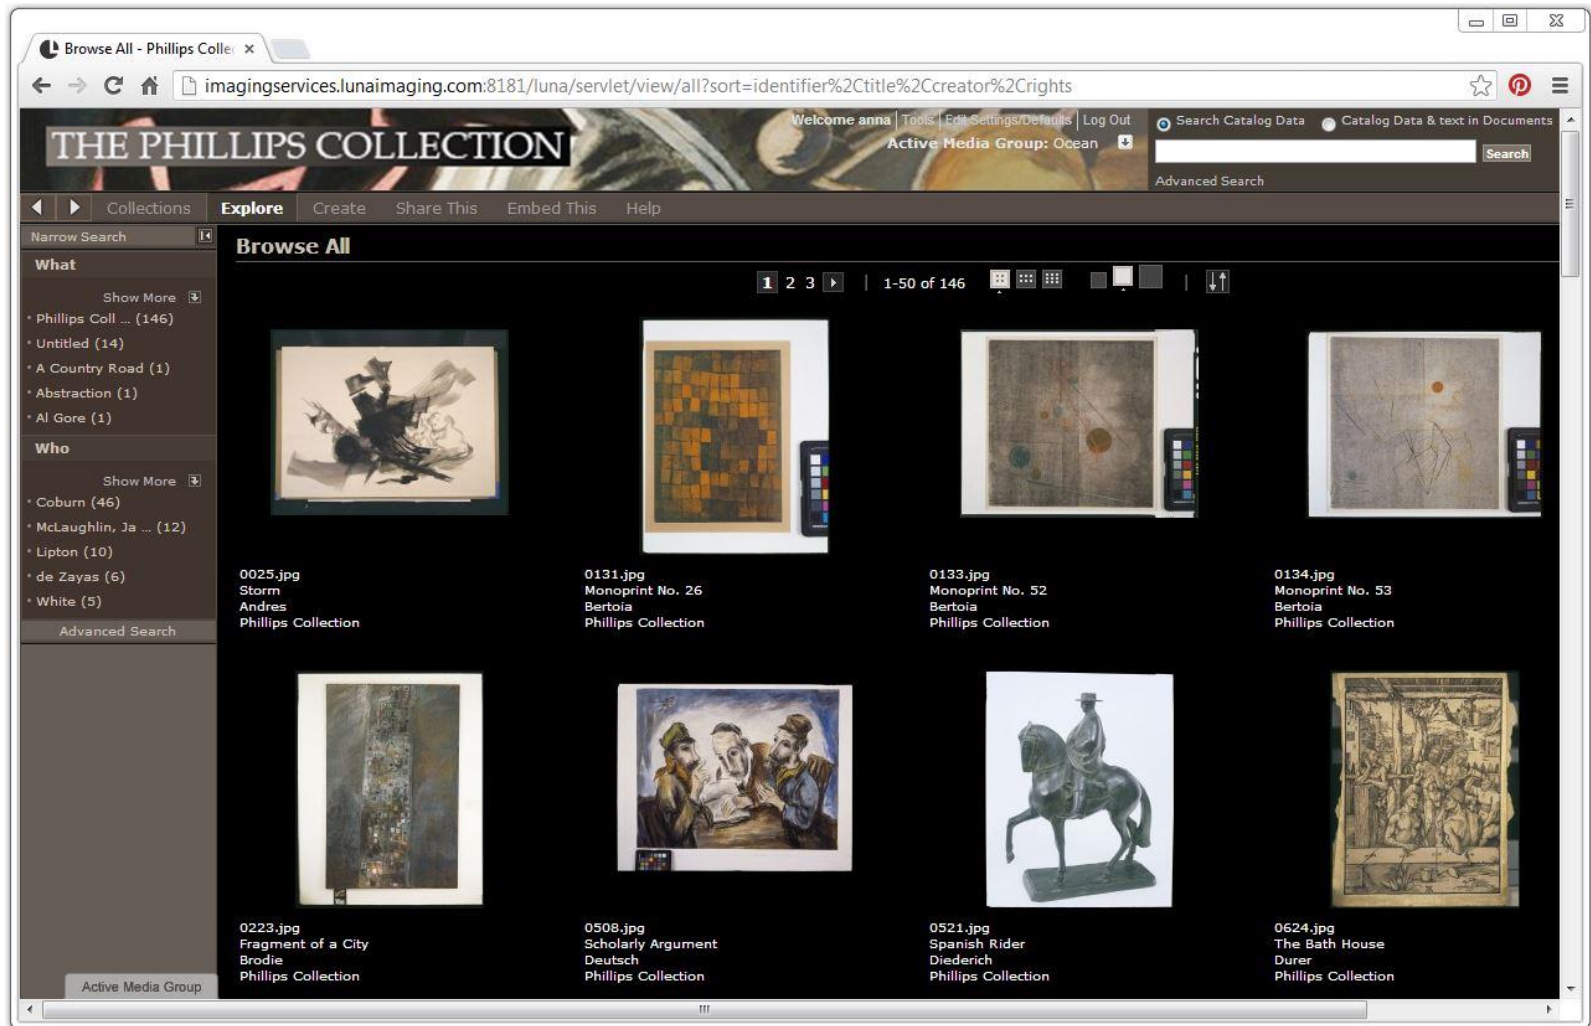 Browse All - Phillips Colle
imagingservices.lunaimaging.com:8181/luna/servlet/view/all?sort=identifier%2Ctitle%2Ccreator%2Crights
THE PHILLIPS COLLECTION
Welcome anna | Tools | Edit Settings/Defaults | Log Out
Active Media Group: Ocean
Search Catalog Data
Catalog Data & text in Documents
Search
Advanced Search
Collections
Explore
Create
Share This
Embed This
Help
Narrow Search
What
Show More
Phillips Coll ... (146)
Untitled (14)
A Country Road (1)
Abstraction (1)
Al Gore (1)
Who
Show More
Coburn (46)
McLaughlin, Ja ... (12)
Lipton (10)
de Zayas (6)
White (5)
Advanced Search
Active Media Group
Browse All
1 2 3 | 1-50 of 146
0025.jpg
Storm
Andres
Phillips Collection
0131.jpg
Monoprint No. 26
Bertoia
Phillips Collection
0133.jpg
Monoprint No. 52
Bertoia
Phillips Collection
0134.jpg
Monoprint No. 53
Bertoia
Phillips Collection
0223.jpg
Fragment of a City
Brodie
Phillips Collection
0508.jpg
Scholarly Argument
Deutsch
Phillips Collection
0521.jpg
Spanish Rider
Diederich
Phillips Collection
0624.jpg
The Bath House
Durer
Phillips Collection